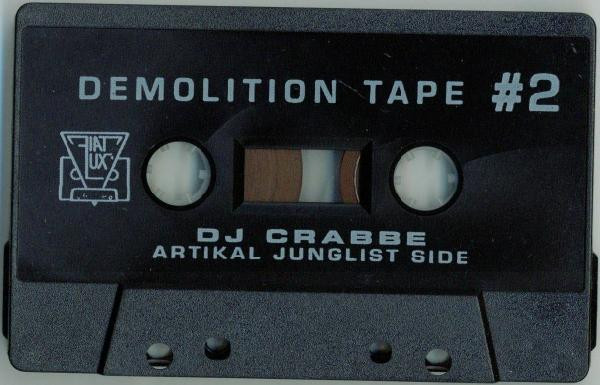 DEMOLITION TAPE #2
FIAT
LUX
DJ CRABBE
ARTIKAL JUNGLIST SIDE